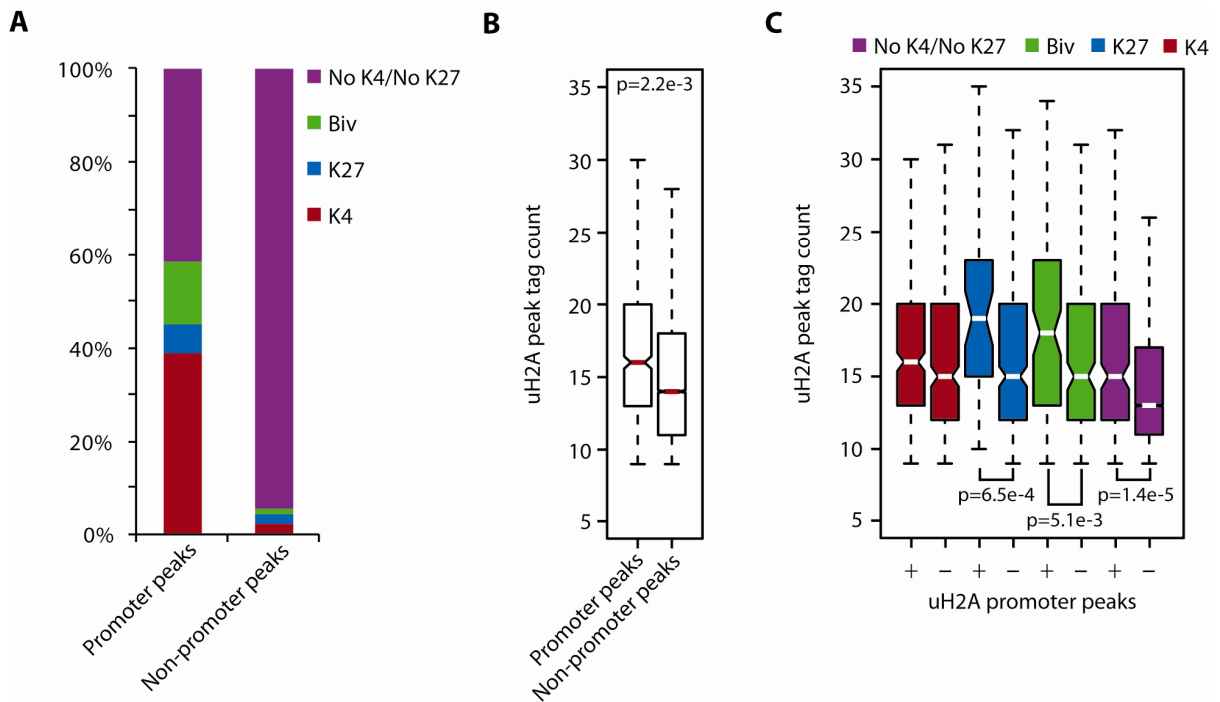 A
100%
80%
60%
40%
20%
0%
No K4/No K27
Biv
K27
K4
Promoter peaks
Non-promoter peaks
B
uH2A peak tag count
35
30
25
20
15
10
5
p=2.2e-3
Promoter peaks
Non-promoter peaks
C
No K4/No K27 Biv K27 K4
uH2A peak tag count
35
30
25
20
15
10
5
p=6.5e-4
p=5.1e-3
p=1.4e-5
+ − + − + − + −
uH2A promoter peaks